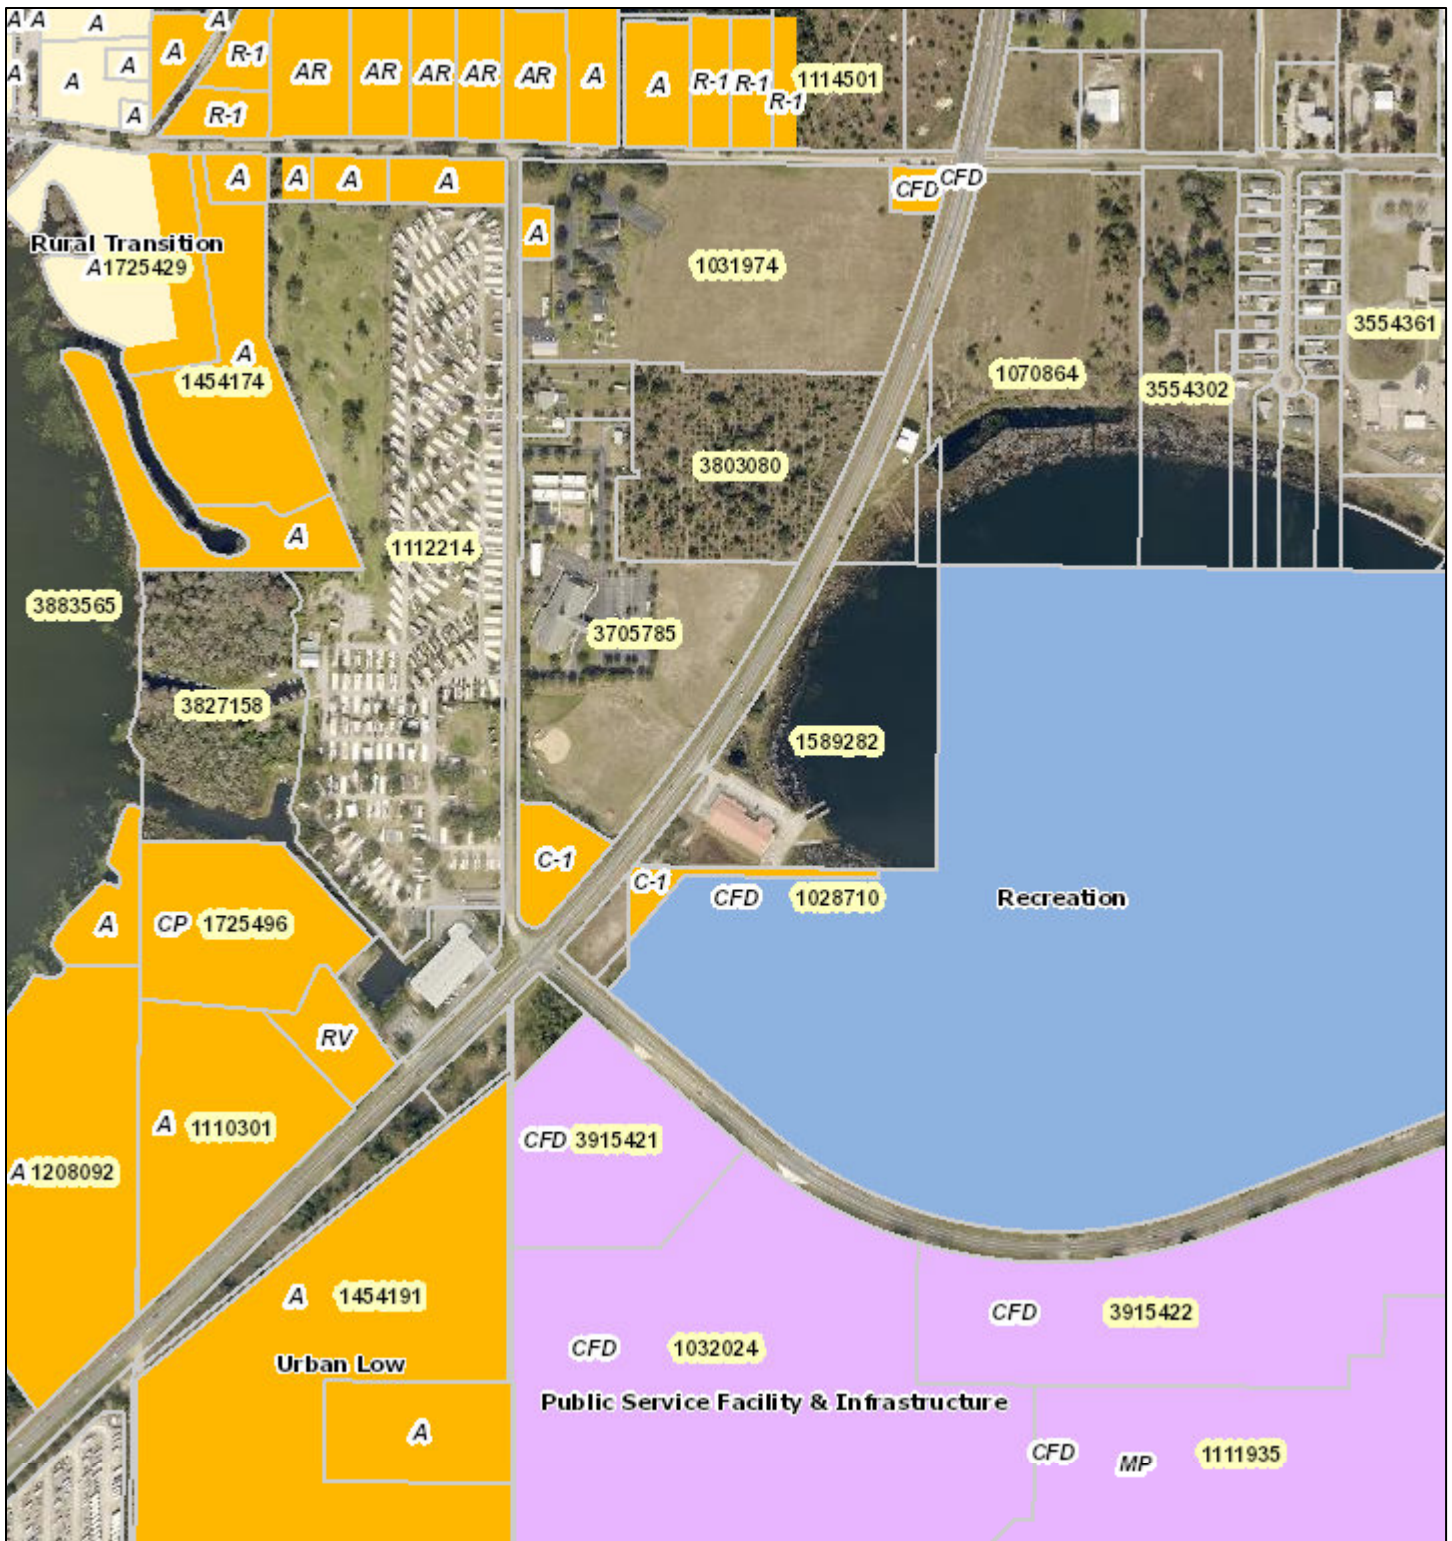 A A A A
A R-1 AR AR AR AR AR A A R-1 R-1 R-1 1114501
A A A
A R-1
A A A A CFD CFD
Rural Transition A 1031974
A 1725429
3554361
A
1454174 1070864 3554302
3803080
A 1112214
3883565
3705785
3827158
1589282
C-1
C-1
A CP 1725496 CFD 1028710 Recreation
RV
A 1110301 CFD 3915421
A 1208092
A 1454191 CFD 3915422
CFD 1032024
Urban Low
Public Service Facility & Infrastructure
A CFD MP 1111935